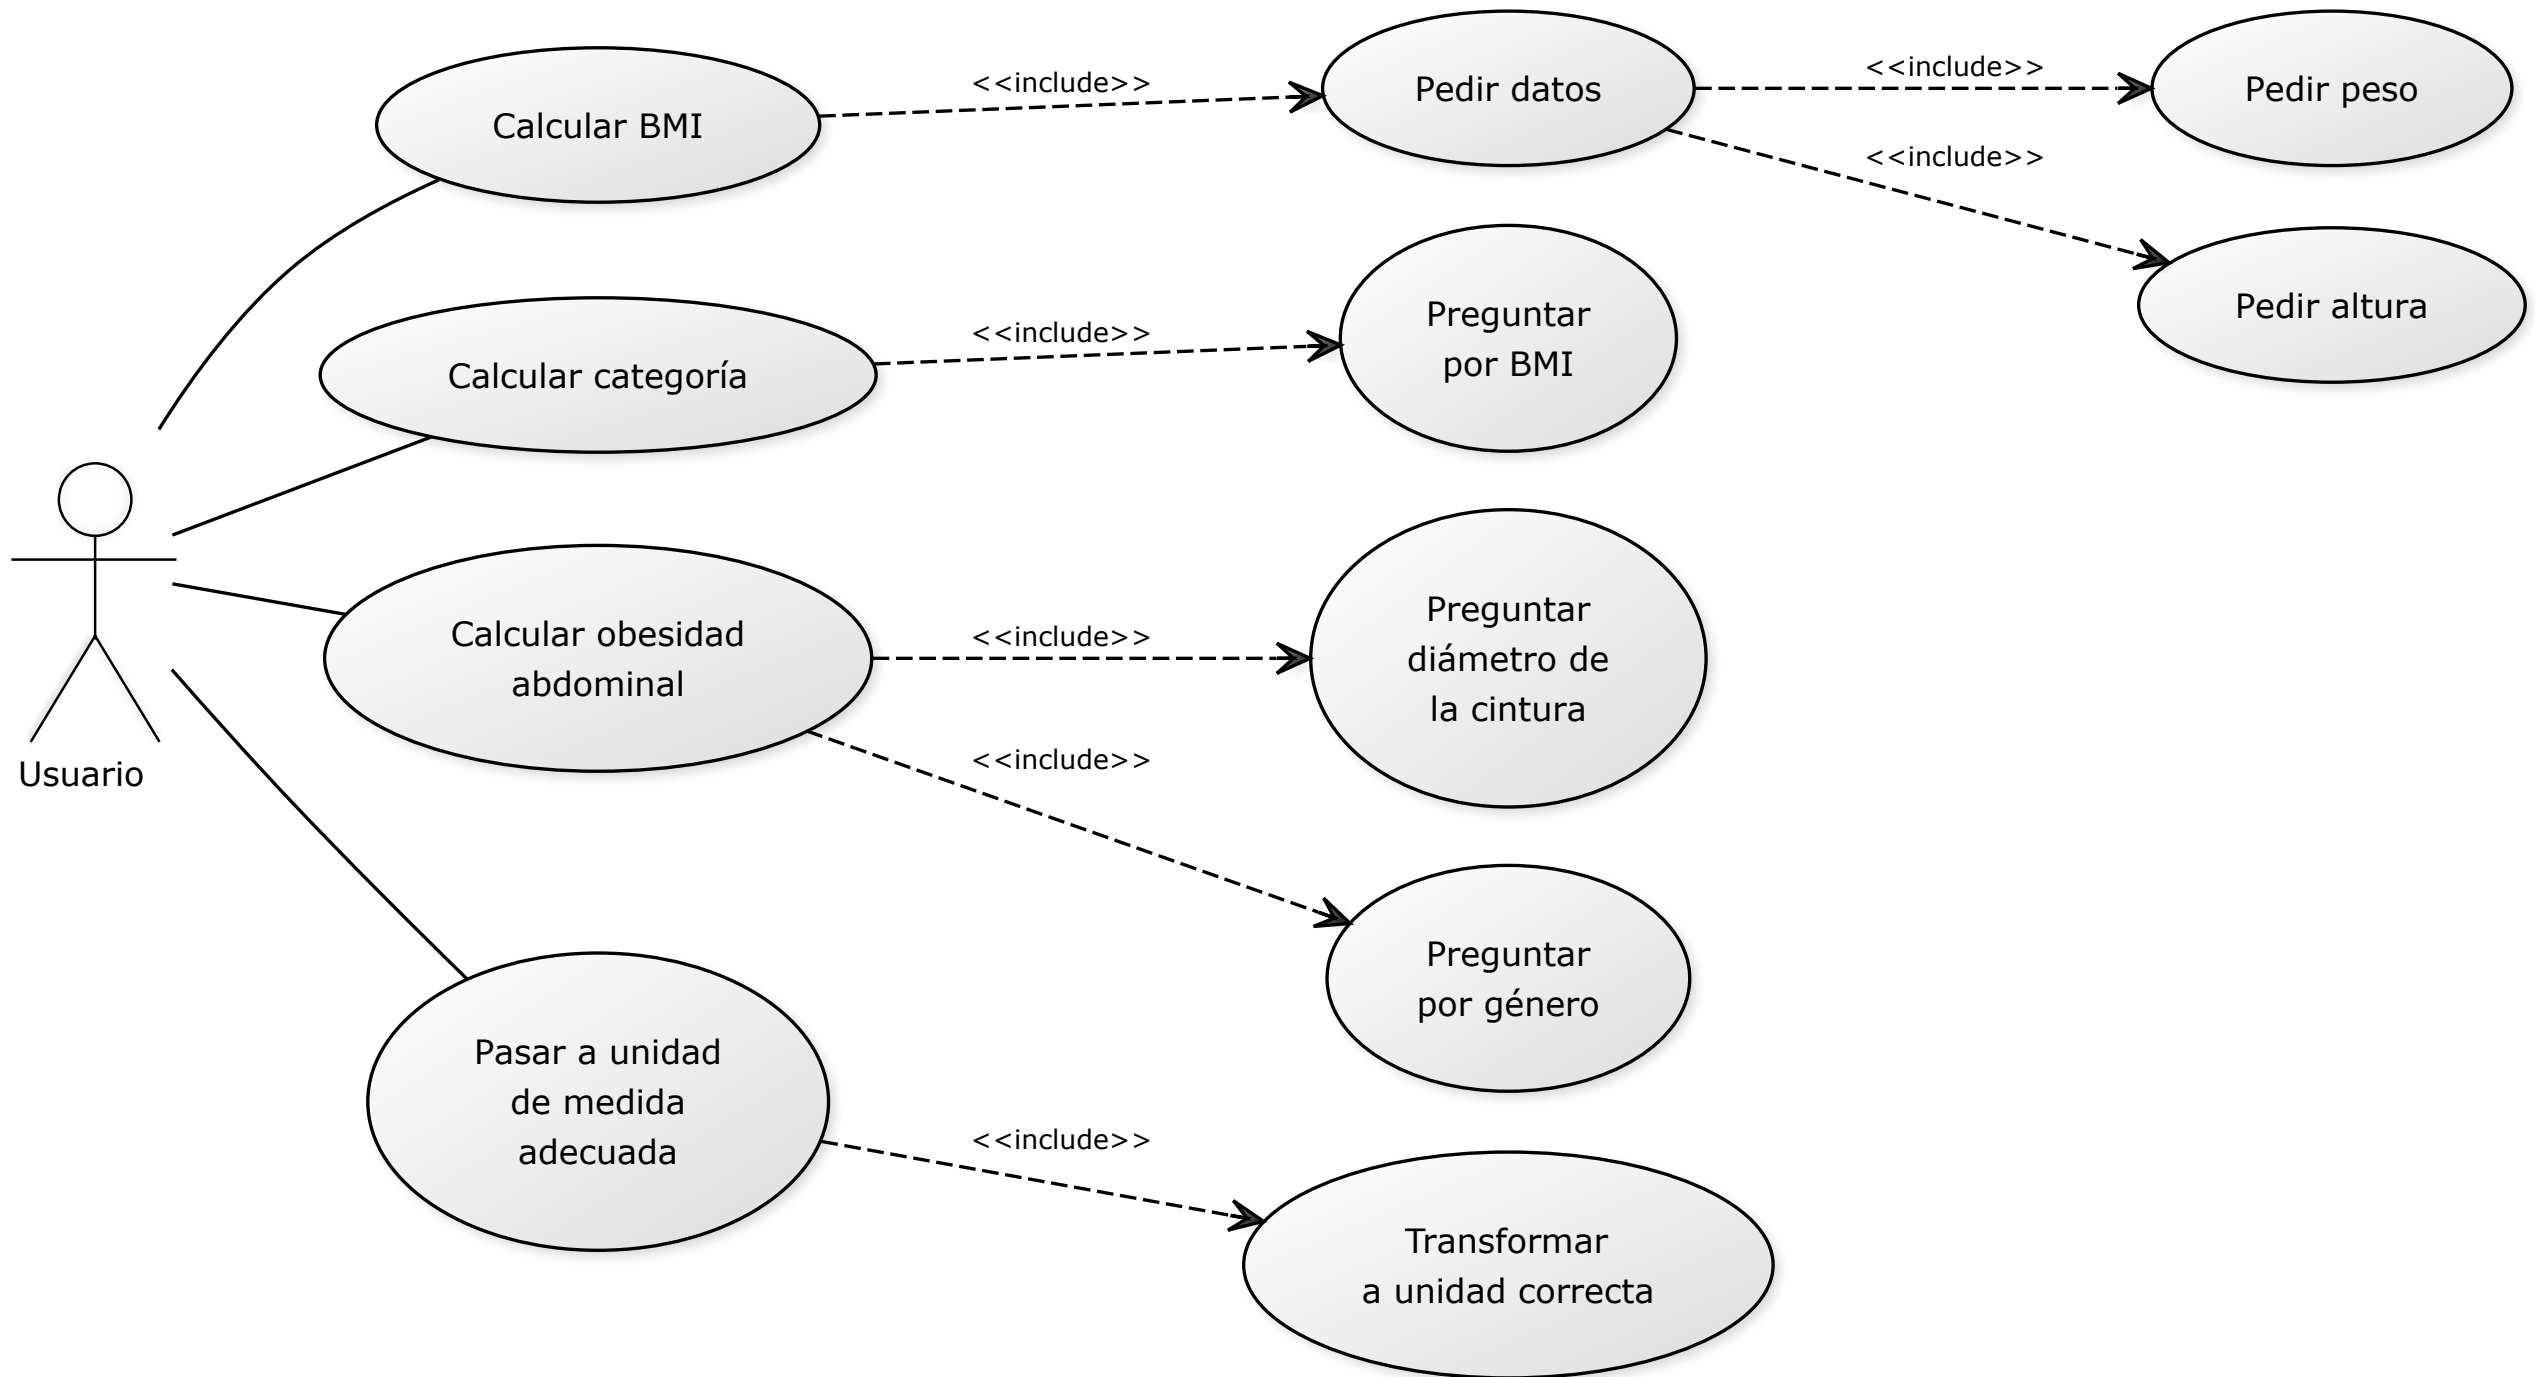 Calcular BMI
<<include>>
Pedir datos
<<include>>
Pedir peso
<<include>>
Pedir altura
Calcular categoría
<<include>>
Preguntar
por BMI
Usuario
Calcular obesidad
abdominal
<<include>>
Preguntar
diámetro de
la cintura
<<include>>
Preguntar
por género
Pasar a unidad
de medida
adecuada
<<include>>
Transformar
a unidad correcta